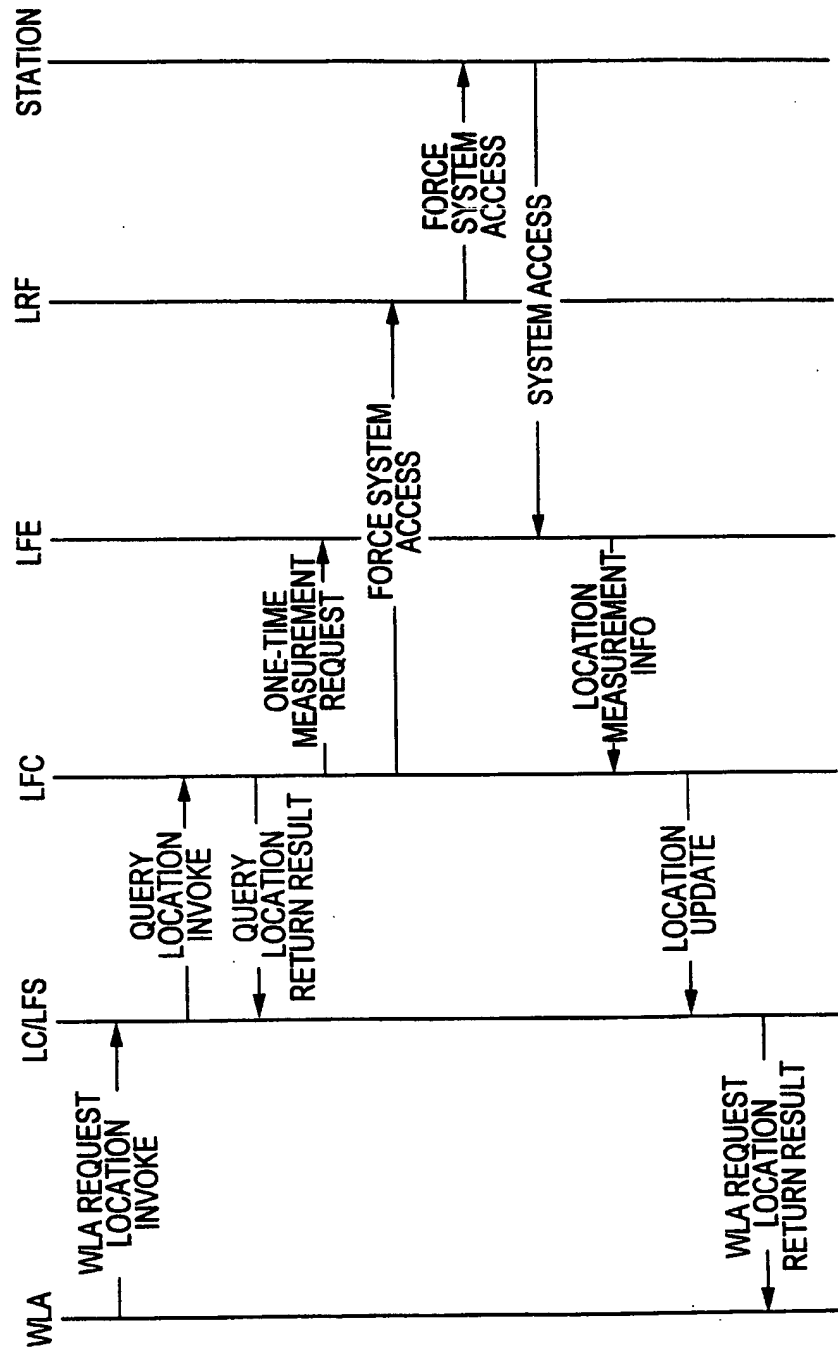 WLA
LC/LFS
LFC
LFE
LRF
STATION
WLA REQUEST
LOCATION
INVOKE
QUERY
LOCATION
INVOKE
QUERY
LOCATION
RETURN RESULT
ONE-TIME
MEASUREMENT
REQUEST
FORCE SYSTEM
ACCESS
FORCE
SYSTEM
ACCESS
SYSTEM ACCESS
LOCATION
MEASUREMENT
INFO
LOCATION
UPDATE
WLA REQUEST
LOCATION
RETURN RESULT